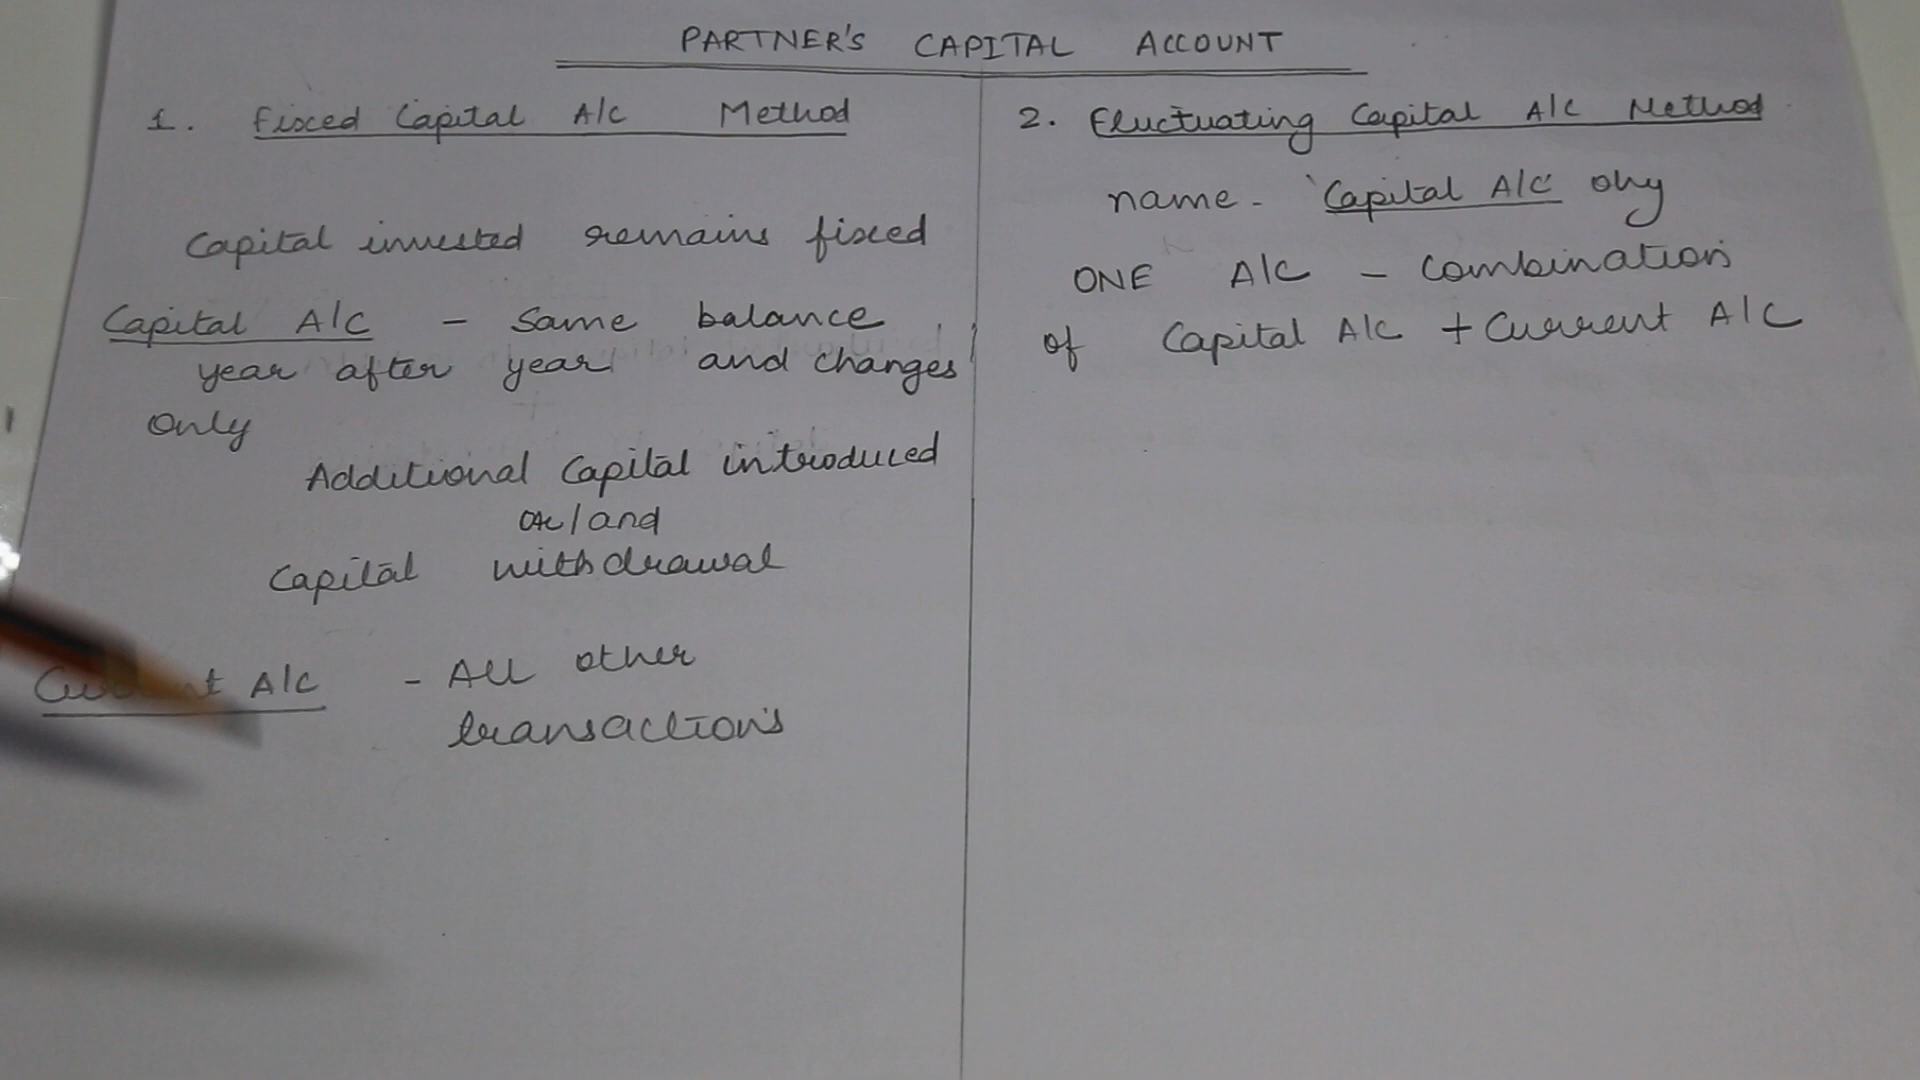 PARTNER'S CAPITAL ACCOUNT
1. Fixed Capital A/c Method
Capital invested remains fixed
Capital A/C - Same balance
year after year and changes
Only
Additional Capital introduced
or/and
Capital withdrawal
A/C - All other
transactions
2. Fluctuating Capital A/C Method
name - 'Capital A/C' only
ONE A/C - Combination
of Capital A/C + Current A/C